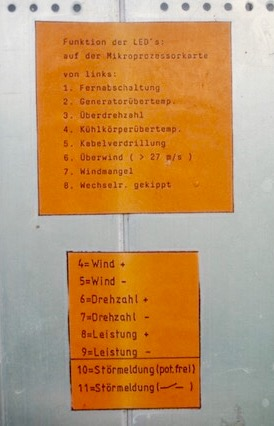 Funktion der LED's:
auf der Mikroprozessorkarte
von links:
1. Fernabschaltung
2. Generatorübertemp.
3. Überdrehzahl
4. Kühlkörperübertemp.
5. Kabelverdrillung
6. Überwind ( > 27 m/s )
7. Windmangel
8. Wechselr. gekippt
4=Wind +
5=Wind -
6=Drehzahl +
7=Drehzahl -
8=Leistung +
9=Leistung -
10=Störmeldung(pot.frei)
11=Störmeldung( )